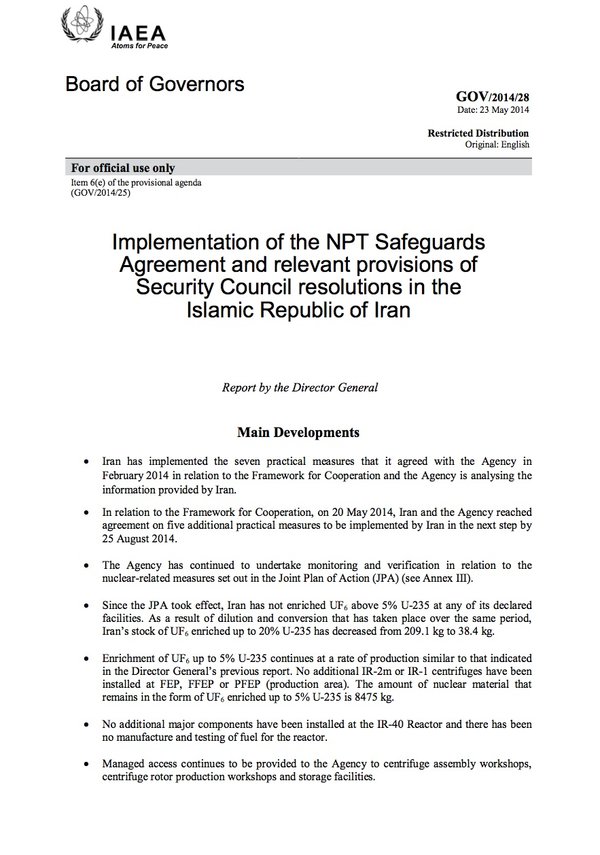 IAEA
Atoms for Peace
Board of Governors
GOV/2014/28
Date: 23 May 2014
Restricted Distribution
Original: English
For official use only
Item 6(e) of the provisional agenda
(GOV/2014/25)
Implementation of the NPT Safeguards
Agreement and relevant provisions of
Security Council resolutions in the
Islamic Republic of Iran
Report by the Director General
Main Developments
• Iran has implemented the seven practical measures that it agreed with the Agency in
February 2014 in relation to the Framework for Cooperation and the Agency is analysing the
information provided by Iran.
• In relation to the Framework for Cooperation, on 20 May 2014, Iran and the Agency reached
agreement on five additional practical measures to be implemented by Iran in the next step by
25 August 2014.
• The Agency has continued to undertake monitoring and verification in relation to the
nuclear-related measures set out in the Joint Plan of Action (JPA) (see Annex III).
• Since the JPA took effect, Iran has not enriched UF₆ above 5% U-235 at any of its declared
facilities. As a result of dilution and conversion that has taken place over the same period,
Iran's stock of UF₆ enriched up to 20% U-235 has decreased from 209.1 kg to 38.4 kg.
• Enrichment of UF₆ up to 5% U-235 continues at a rate of production similar to that indicated
in the Director General's previous report. No additional IR-2m or IR-1 centrifuges have been
installed at FEP, FFEP or PFEP (production area). The amount of nuclear material that
remains in the form of UF₆ enriched up to 5% U-235 is 8475 kg.
• No additional major components have been installed at the IR-40 Reactor and there has been
no manufacture and testing of fuel for the reactor.
• Managed access continues to be provided to the Agency to centrifuge assembly workshops,
centrifuge rotor production workshops and storage facilities.